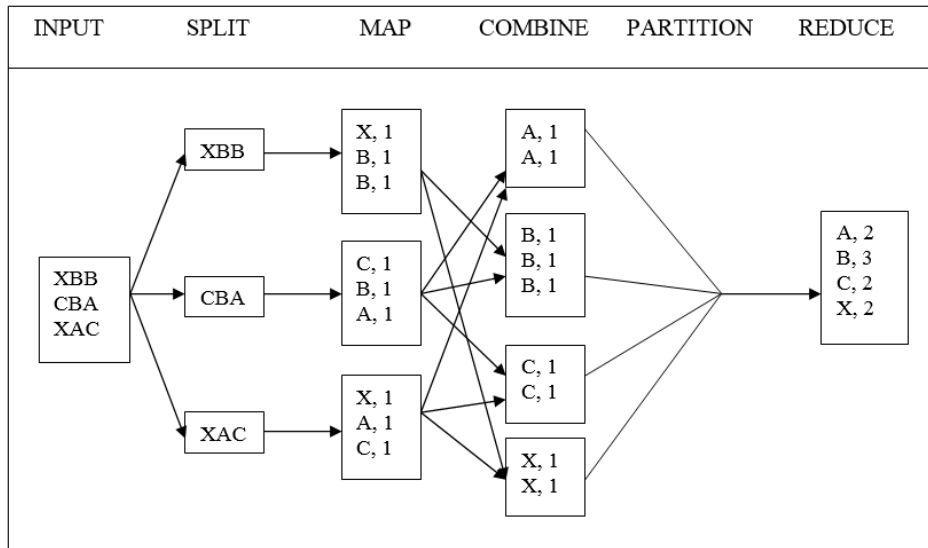 INPUT SPLIT MAP COMBINE PARTITION REDUCE
XBB
CBA
XAC
XBB
CBA
XAC
X, 1
B, 1
B, 1
C, 1
B, 1
A, 1
X, 1
A, 1
C, 1
A, 1
A, 1
B, 1
B, 1
B, 1
C, 1
C, 1
X, 1
X, 1
A, 2
B, 3
C, 2
X, 2